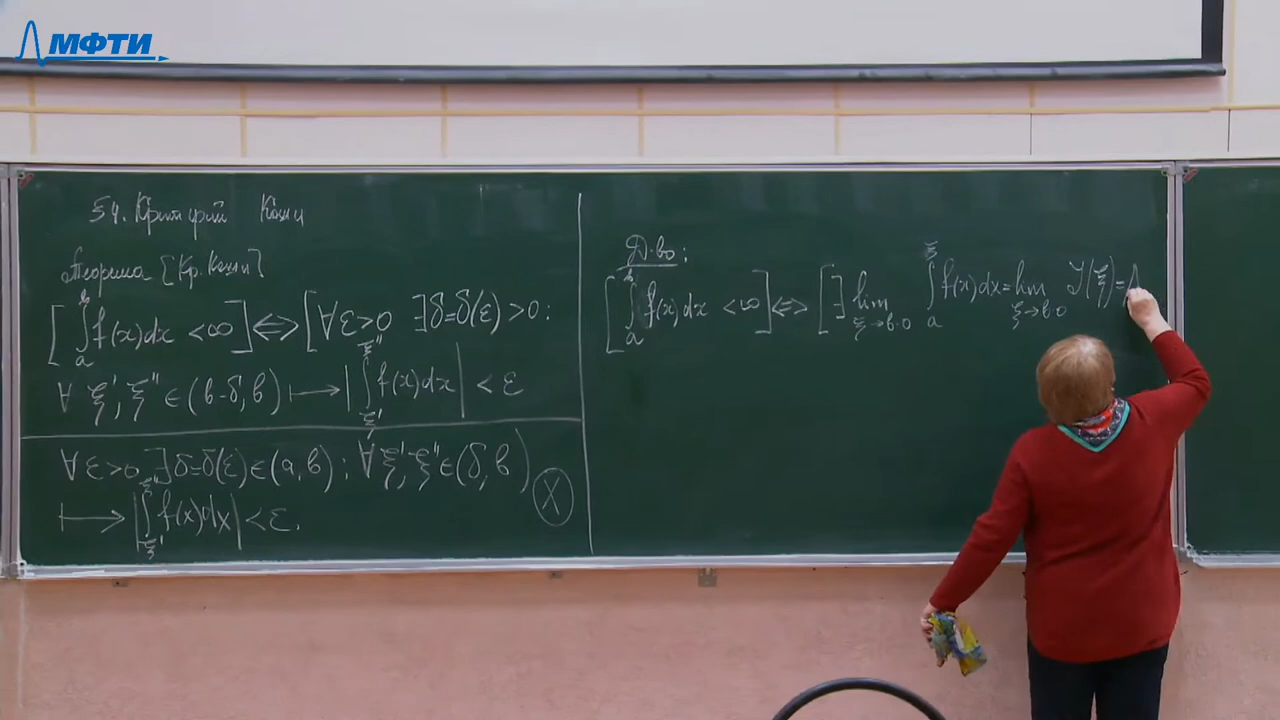 МФТИ
§4. Критерий Коши
Теорема [Кр. Коши]
[∫ₐᵇ f(x)dx < ∞] ⇔ [∀ε>0 ∃δ=δ(ε)>0:
∀ ξ', ξ'' ∈ (b-δ, b) ⟼ |∫_{ξ'}^{ξ''} f(x)dx| < ε
∀ε>0 ∃δ=δ(ε)∈(a,b): ∀ξ', ξ''∈(δ, b)
⟼ |∫_{ξ'}^{ξ''} f(x)dx| < ε.
(X)
Д-во:
[∫ₐᵇ f(x)dx < ∞] ⇔ [∃ lim_{ξ→b-0} ∫ₐ^ξ f(x)dx = lim_{ξ→b-0} J(ξ) =